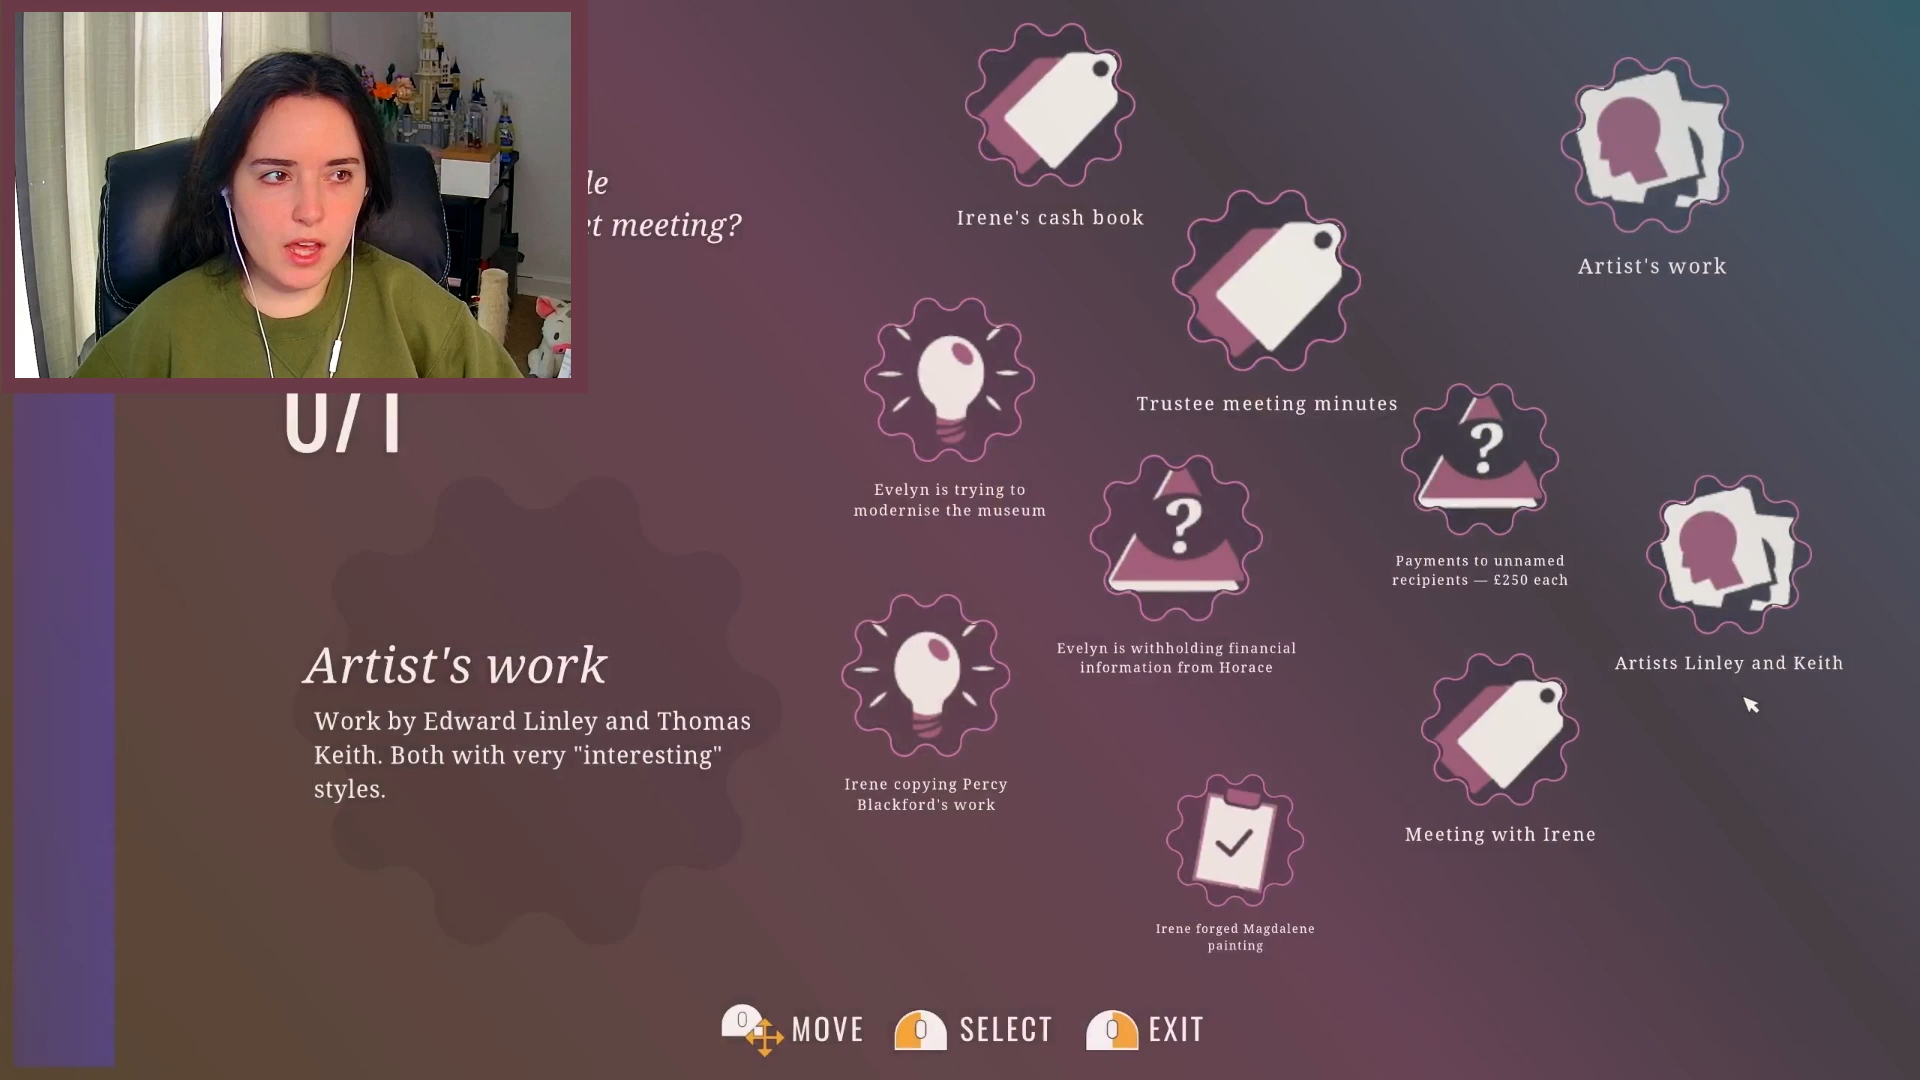 et meeting?
0/1
Artist's work
Work by Edward Linley and Thomas
Keith. Both with very "interesting"
styles.
Irene's cash book
Artist's work
Trustee meeting minutes
Evelyn is trying to
modernise the museum
Payments to unnamed
recipients — £250 each
Evelyn is withholding financial
information from Horace
Artists Linley and Keith
Irene copying Percy
Blackford's work
Meeting with Irene
Irene forged Magdalene
painting
MOVE
SELECT
EXIT